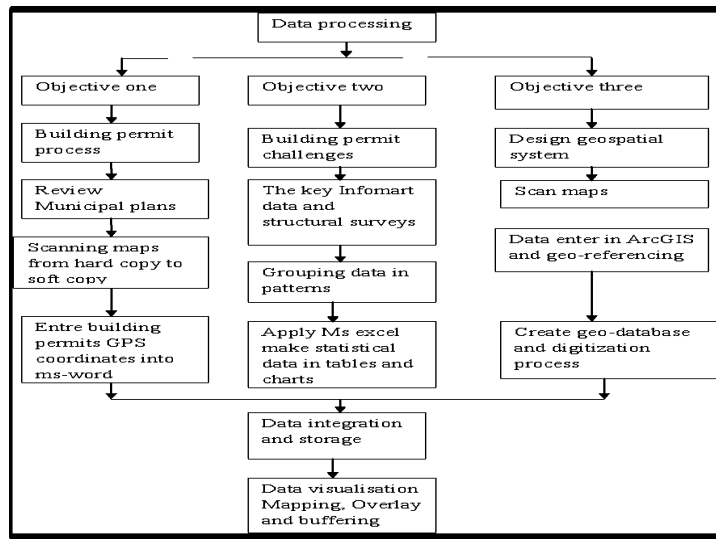 Data processing
Objective one
Objective two
Objective three
Building permit
process
Building permit
challenges
Design geospatial
system
Review
Municipal plans
The key Infomart
data and
structural surveys
Scan maps
Scanning maps
from hard copy to
soft copy
Grouping data in
patterns
Data enter in ArcGIS
and geo-referencing
Entre building
permits GPS
coordinates into
ms-word
Apply Ms excel
make statistical
data in tables and
charts
Create geo-database
and digitization
process
Data integration
and storage
Data visualisation
Mapping, Overlay
and buffering